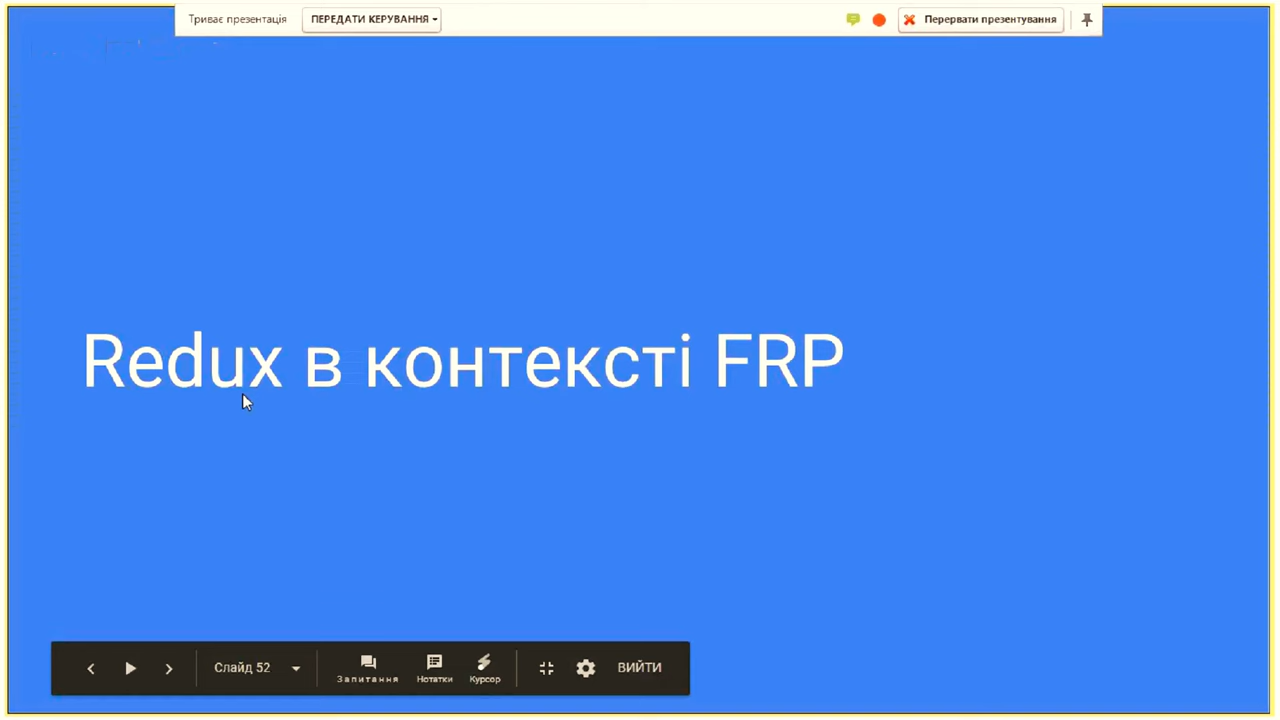 Триває презентація ПЕРЕДАТИ КЕРУВАННЯ Перервати презентування
Redux в контексті FRP
Слайд 52 Запитання Нотатки Курсор ВИЙТИ